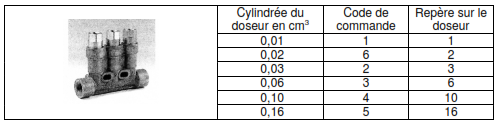 Cylindrée du doseur en cm³ Code de commande Repère sur le doseur
0,01 1 1
0,02 6 2
0,03 2 3
0,06 3 6
0,10 4 10
0,16 5 16